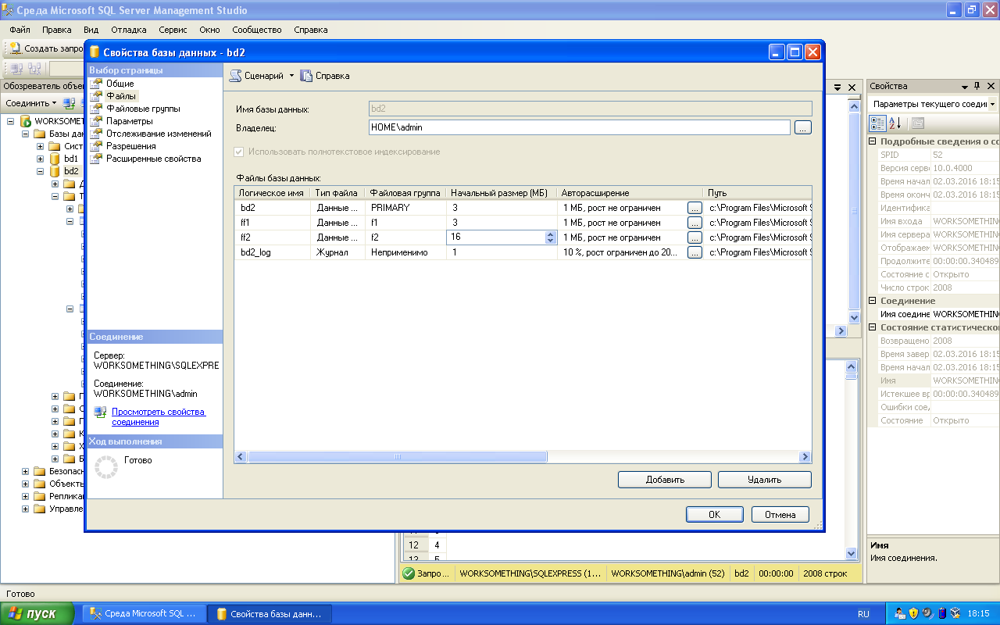 Среда Microsoft SQL Server Management Studio
Файл Правка Вид Отладка Сервис Окно Сообщество Справка
Создать запро
Свойства базы данных - bd2
Выбор страницы
Общие
Файлы
Файловые группы
Параметры
Отслеживание изменений
Разрешения
Расширенные свойства
Сценарий Справка
Имя базы данных: bd2
Владелец: HOME\admin ...
Использовать полнотекстовое индексирование
Файлы базы данных:
Логическое имя Тип файла Файловая группа Начальный размер (МБ) Авторасширение Путь
bd2 Данные ... PRIMARY 3 1 МБ, рост не ограничен ... c:\Program Files\Microsoft S
ff1 Данные ... f1 3 1 МБ, рост не ограничен ... c:\Program Files\Microsoft S
ff2 Данные ... f2 16 1 МБ, рост не ограничен ... c:\Program Files\Microsoft S
bd2_log Журнал Неприменимо 1 10 %, рост ограничен до 20... ... c:\Program Files\Microsoft S
Добавить Удалить
OK Отмена
Соединение
Сервер:
WORKSOMETHING\SQLEXPRE
Соединение:
WORKSOMETHING\admin
Просмотреть свойства
соединения
Ход выполнения
Готово
Обозреватель объе
Соединить
WORKSOMET
Базы дан
Сист
bd1
bd2
Безопасн
Объекты
Репликац
Управле
Свойства
Параметры текущего соеди
Подробные сведения о со
SPID 52
Версия серве 10.0.4000
Время начал 02.03.2016 18:15
Время оконч 02.03.2016 18:15
Идентифика
Имя входа WORKSOMETHING
Имя сервера WORKSOMETHING
Отображаем WORKSOMETHING
Продолжите 00:00:00.340489
Состояние с Открыто
Число строк 2008
Соединение
Имя соедине WORKSOMETHING
Состояние статистическо
Возвращено 2008
Время завер 02.03.2016 18:15
Время начал 02.03.2016 18:15
Имя WORKSOMETHING
Истекшее вр 00:00:00.340489
Ошибки сое,
Состояние Открыто
Имя
Имя соединения.
12 4
13 5
Запро... WORKSOMETHING\SQLEXPRESS (1... WORKSOMETHING\admin (52) bd2 00:00:00 2008 строк
Готово
пуск Среда Microsoft SQL ... Свойства базы данн... RU 18:15